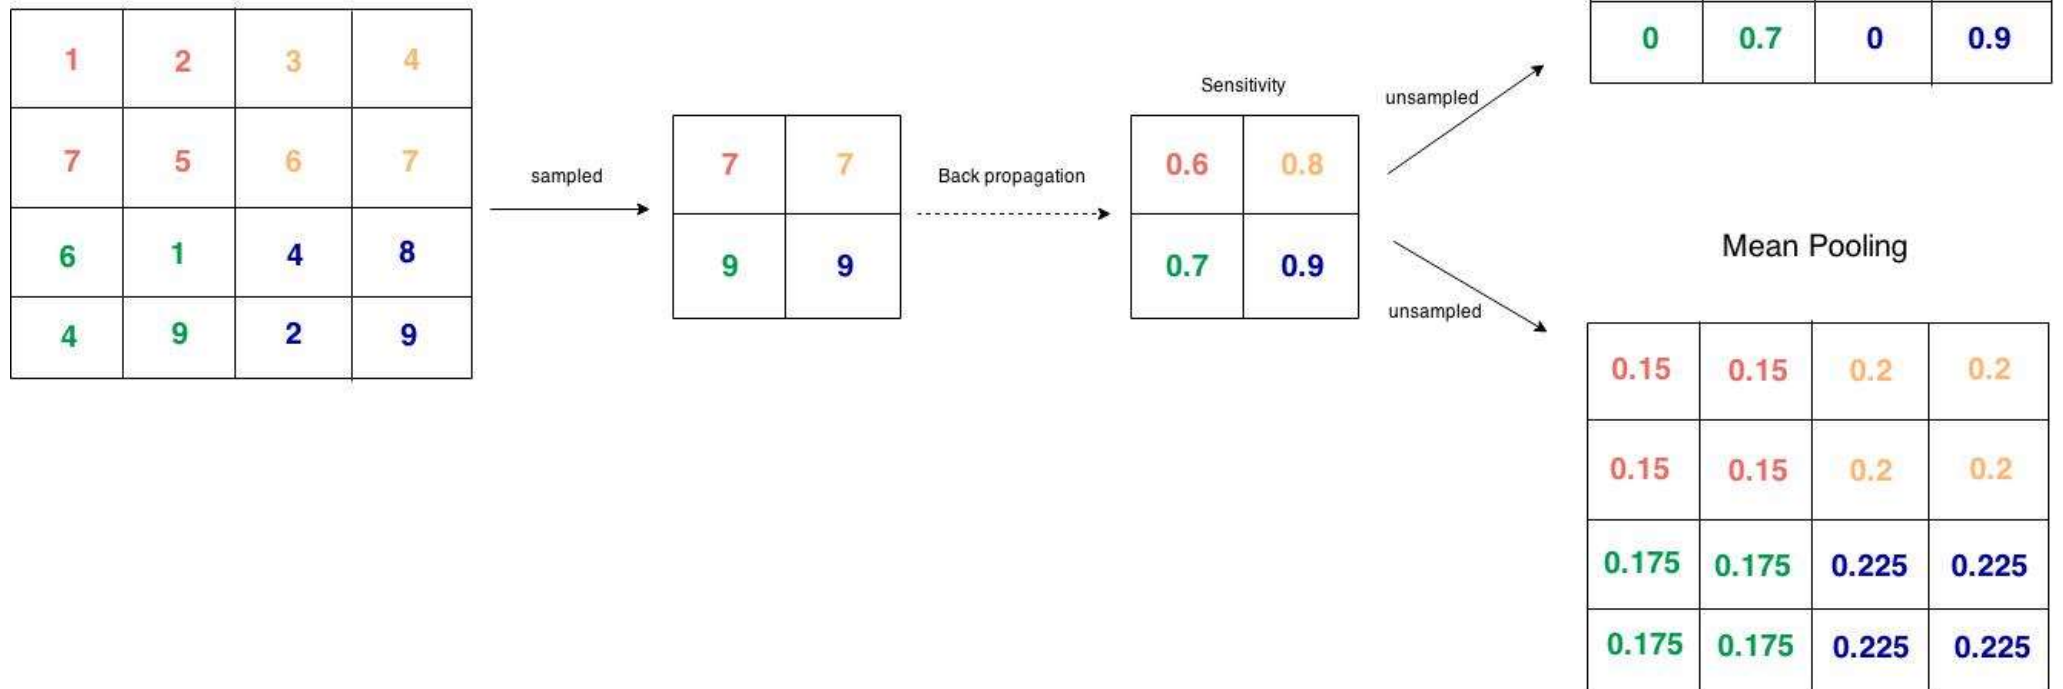 1 2 3 4
7 5 6 7
6 1 4 8
4 9 2 9
sampled
7 7
9 9
Back propagation
Sensitivity
0.6 0.8
0.7 0.9
unsampled
0 0.7 0 0.9
unsampled
Mean Pooling
0.15 0.15 0.2 0.2
0.15 0.15 0.2 0.2
0.175 0.175 0.225 0.225
0.175 0.175 0.225 0.225